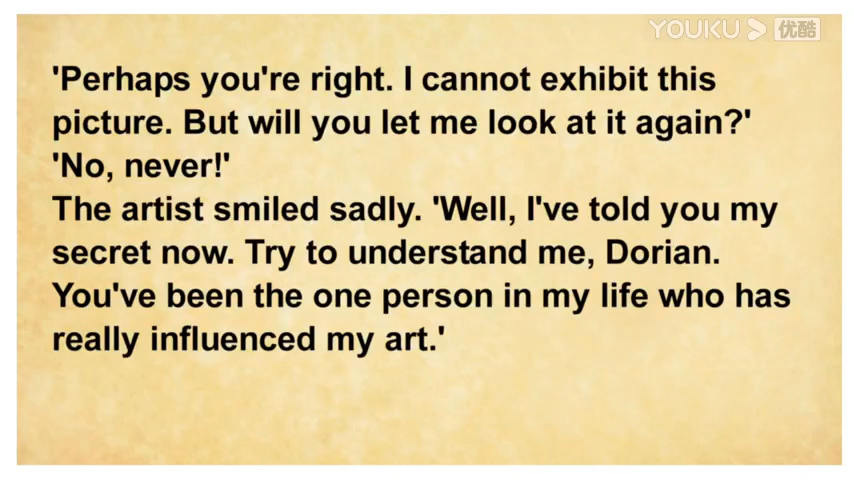 YOUKU 优酷
'Perhaps you're right. I cannot exhibit this
picture. But will you let me look at it again?'
'No, never!'
The artist smiled sadly. 'Well, I've told you my
secret now. Try to understand me, Dorian.
You've been the one person in my life who has
really influenced my art.'